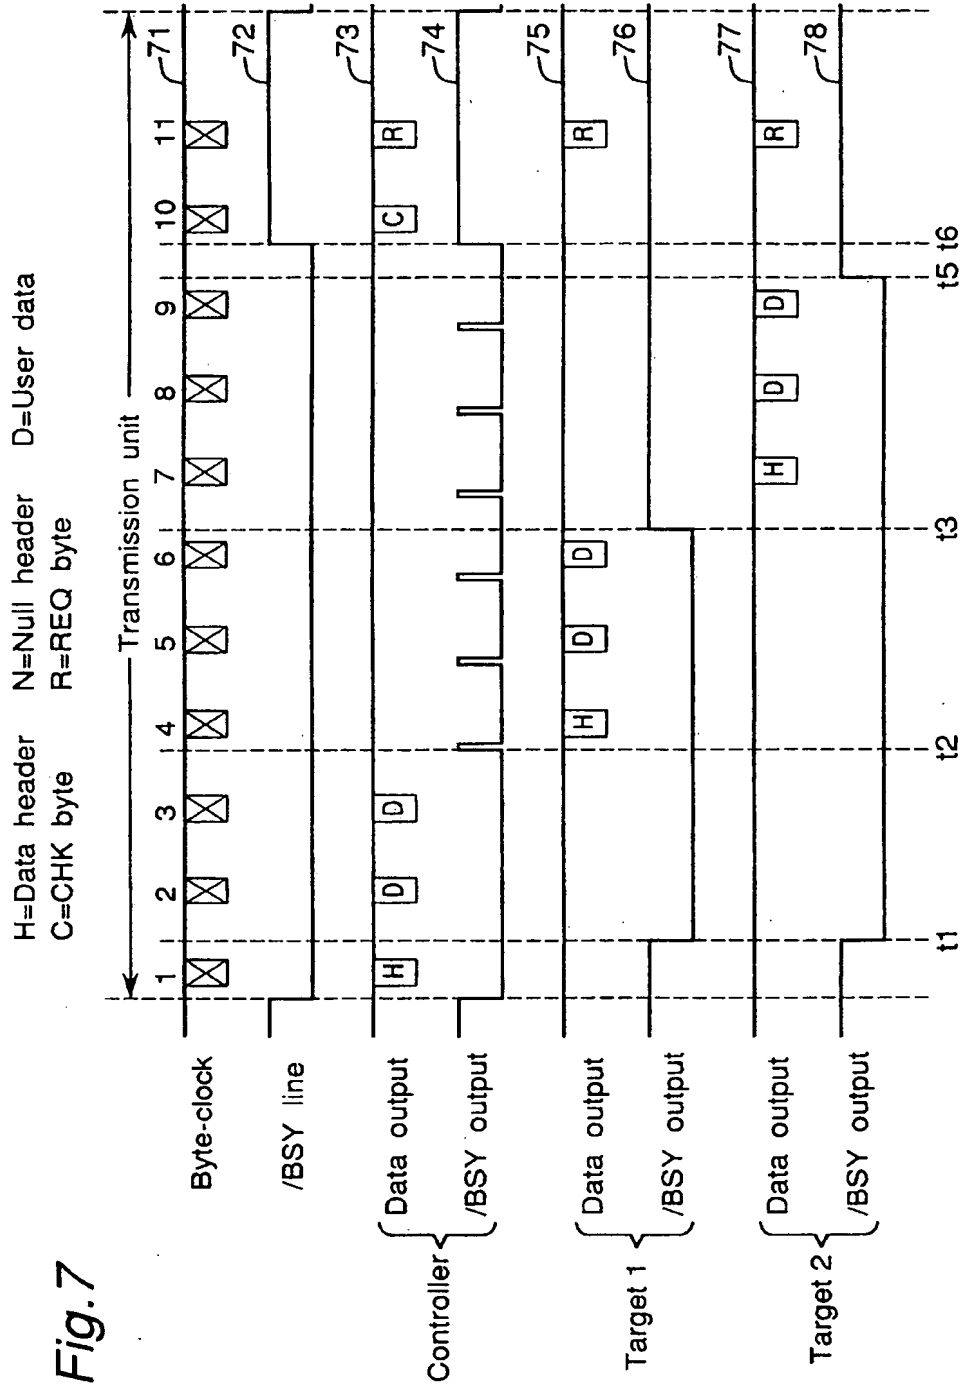 Fig.7
H=Data header N=Null header D=User data
C=CHK byte R=REQ byte
Transmission unit
1 2 3 4 5 6 7 8 9 10 11
Byte-clock 71
/BSY line 72
Controller
Data output H D D C R 73
/BSY output 74
Target 1
Data output H D D R 75
/BSY output 76
Target 2
Data output H D D R 77
/BSY output 78
t1 t2 t3 t5 t6